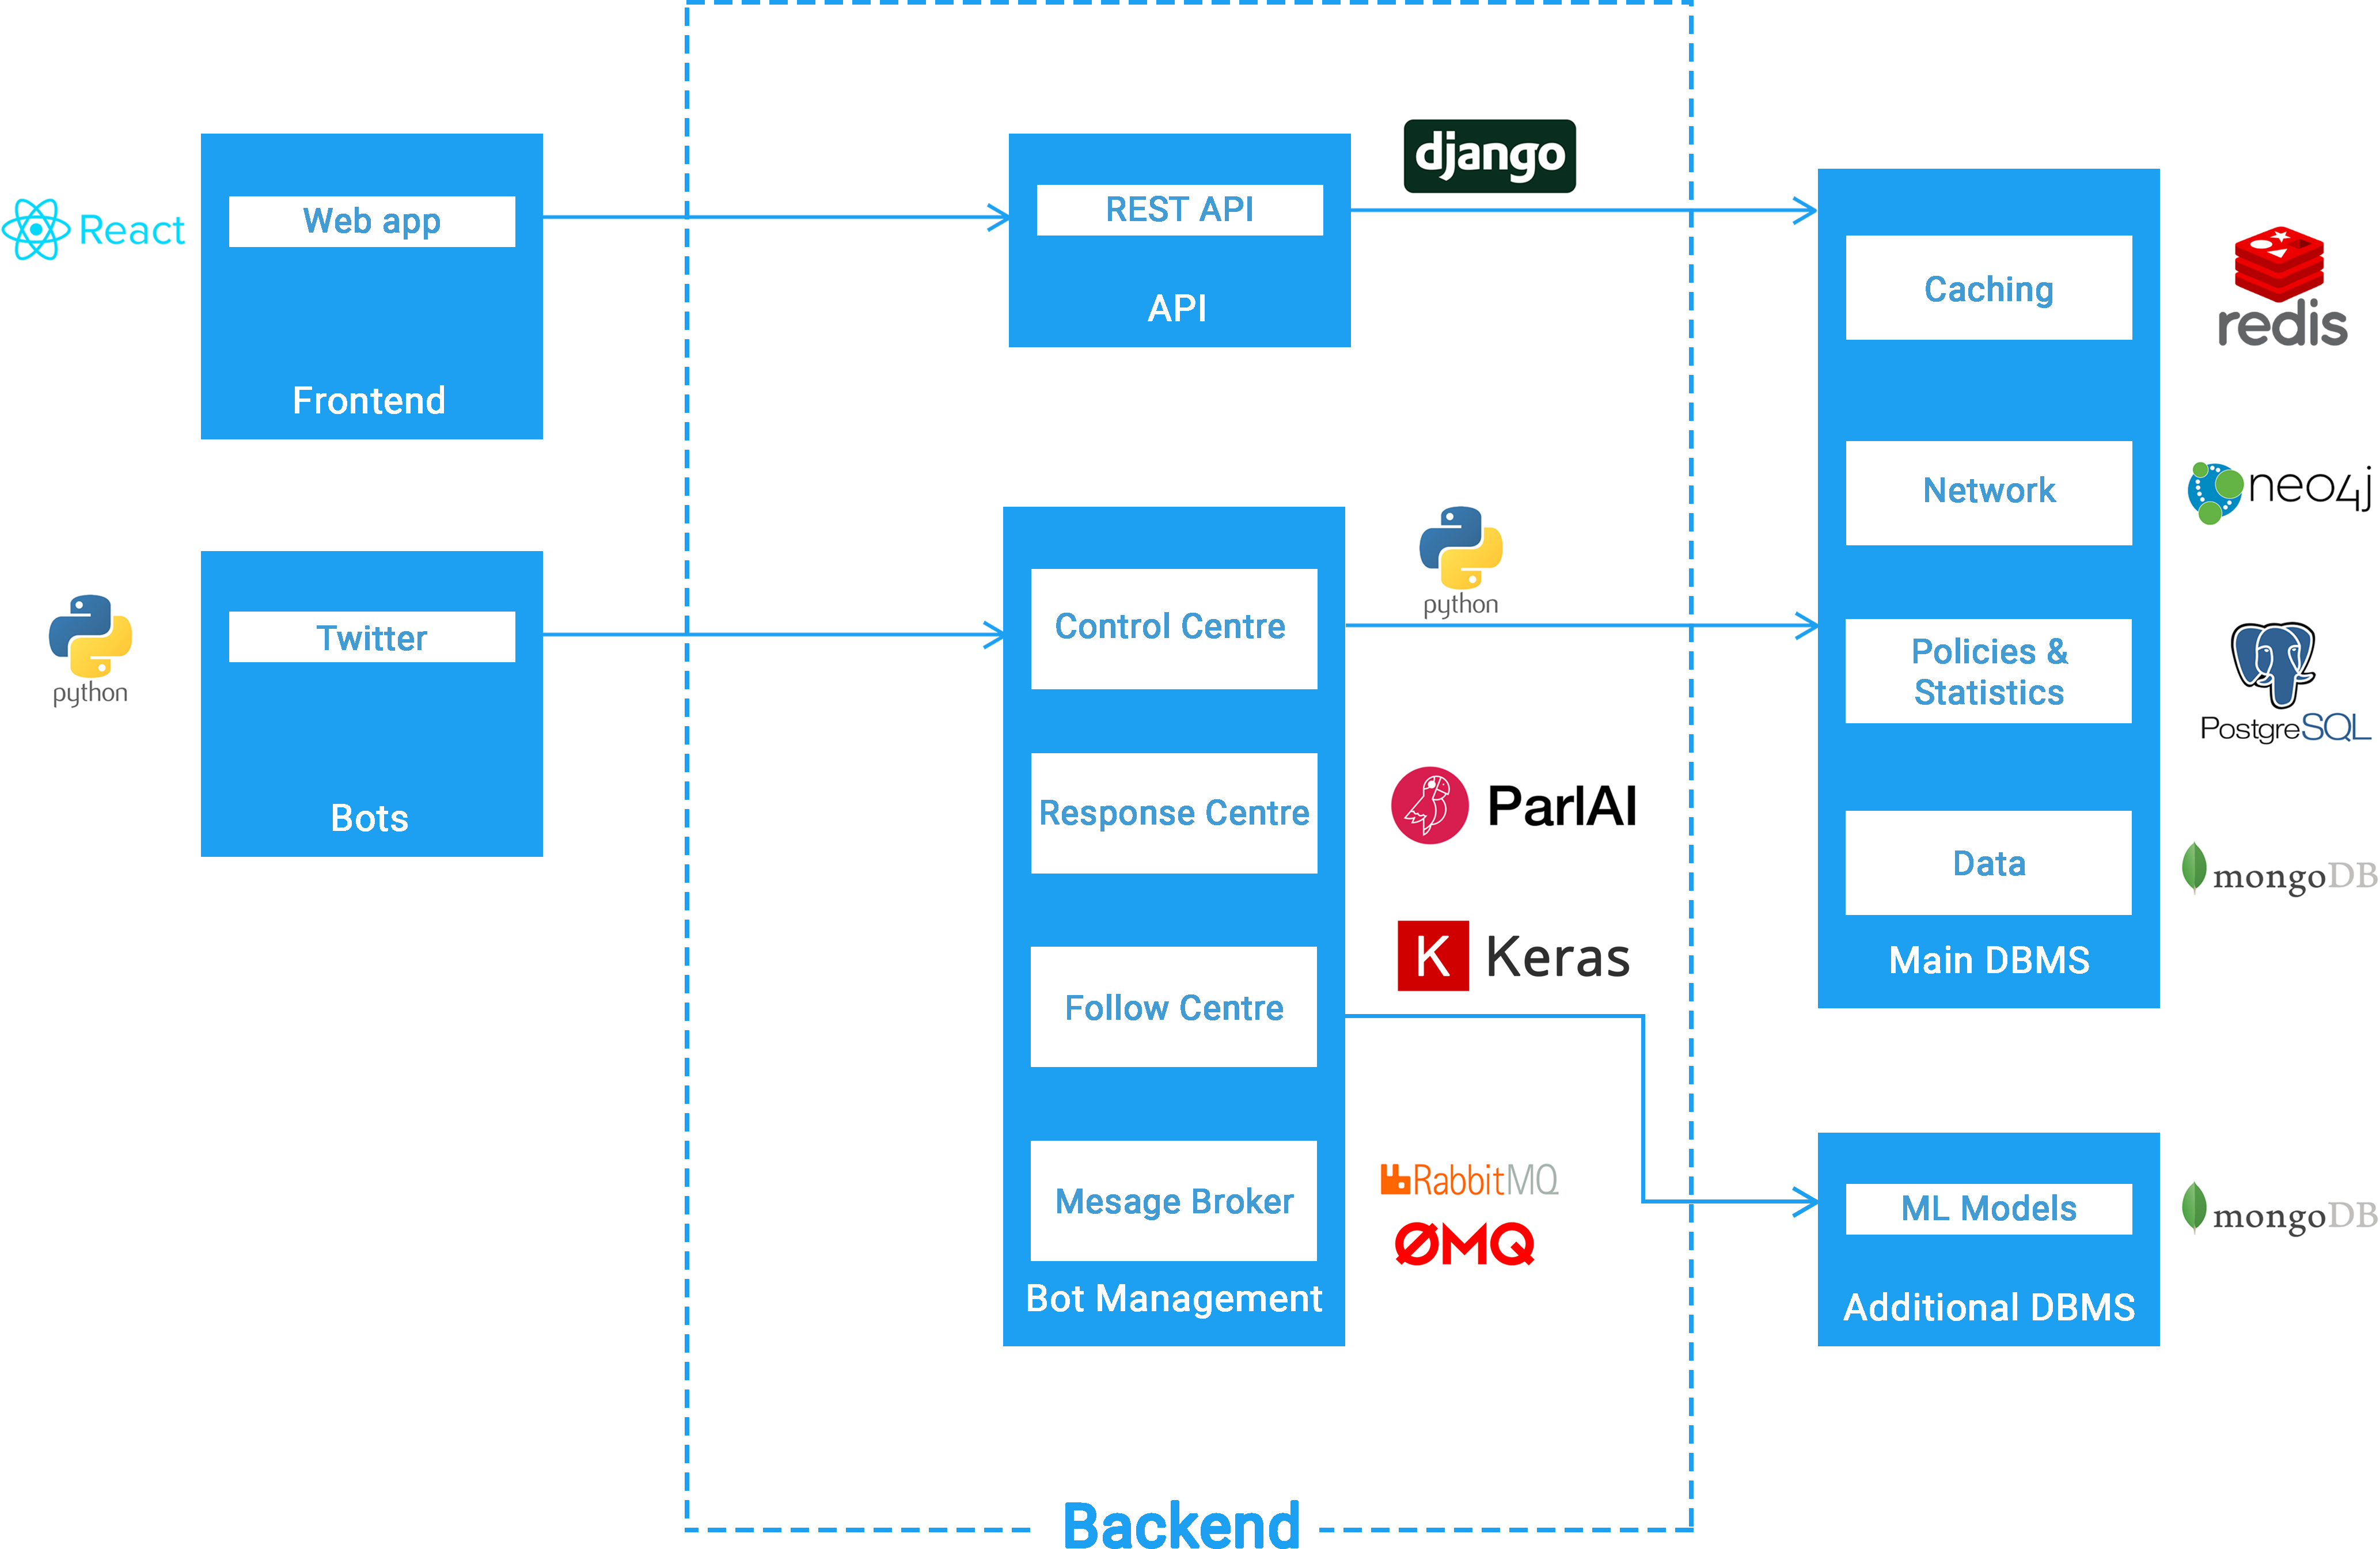 React
Web app
Frontend
REST API
API
django
Caching
redis
Network
neo4j
python
Twitter
Bots
Control Centre
python
Policies &
Statistics
PostgreSQL
Response Centre
ParlAI
Data
mongoDB
Main DBMS
Follow Centre
K Keras
Mesage Broker
RabbitMQ
ØMQ
Bot Management
ML Models
mongoDB
Additional DBMS
Backend